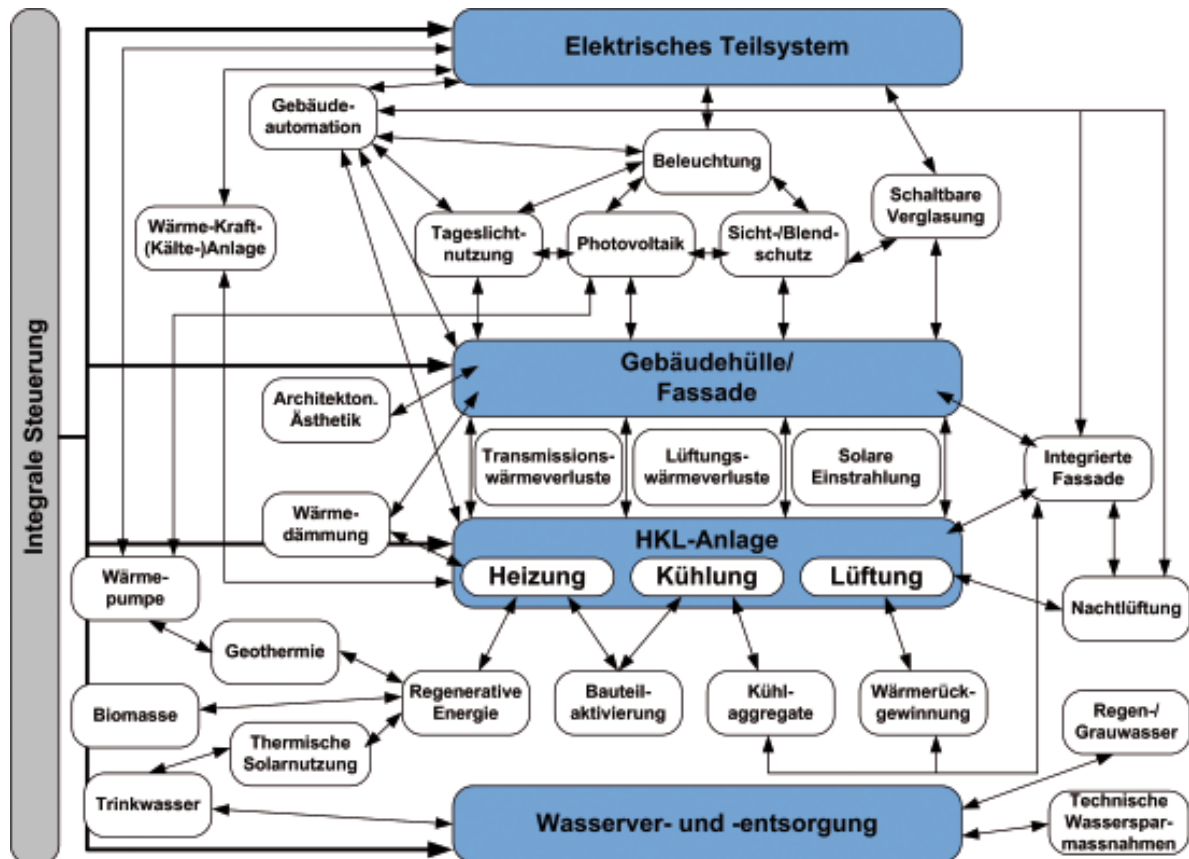 Integrale Steuerung
Elektrisches Teilsystem
Gebäude-
automation
Beleuchtung
Schaltbare
Verglasung
Wärme-Kraft-
(Kälte-)Anlage
Tageslicht-
nutzung
Photovoltaik
Sicht-/Blend-
schutz
Gebäudehülle/
Fassade
Architekton.
Ästhetik
Transmissions-
wärmeverluste
Lüftungs-
wärmeverluste
Solare
Einstrahlung
Integrierte
Fassade
Wärme-
dämmung
HKL-Anlage
Heizung
Kühlung
Lüftung
Wärme-
pumpe
Nachtlüftung
Geothermie
Regenerative
Energie
Bauteil-
aktivierung
Kühl-
aggregate
Wärmerück-
gewinnung
Biomasse
Regen-/
Grauwasser
Thermische
Solarnutzung
Trinkwasser
Wasserver- und -entsorgung
Technische
Wasserspar-
massnahmen